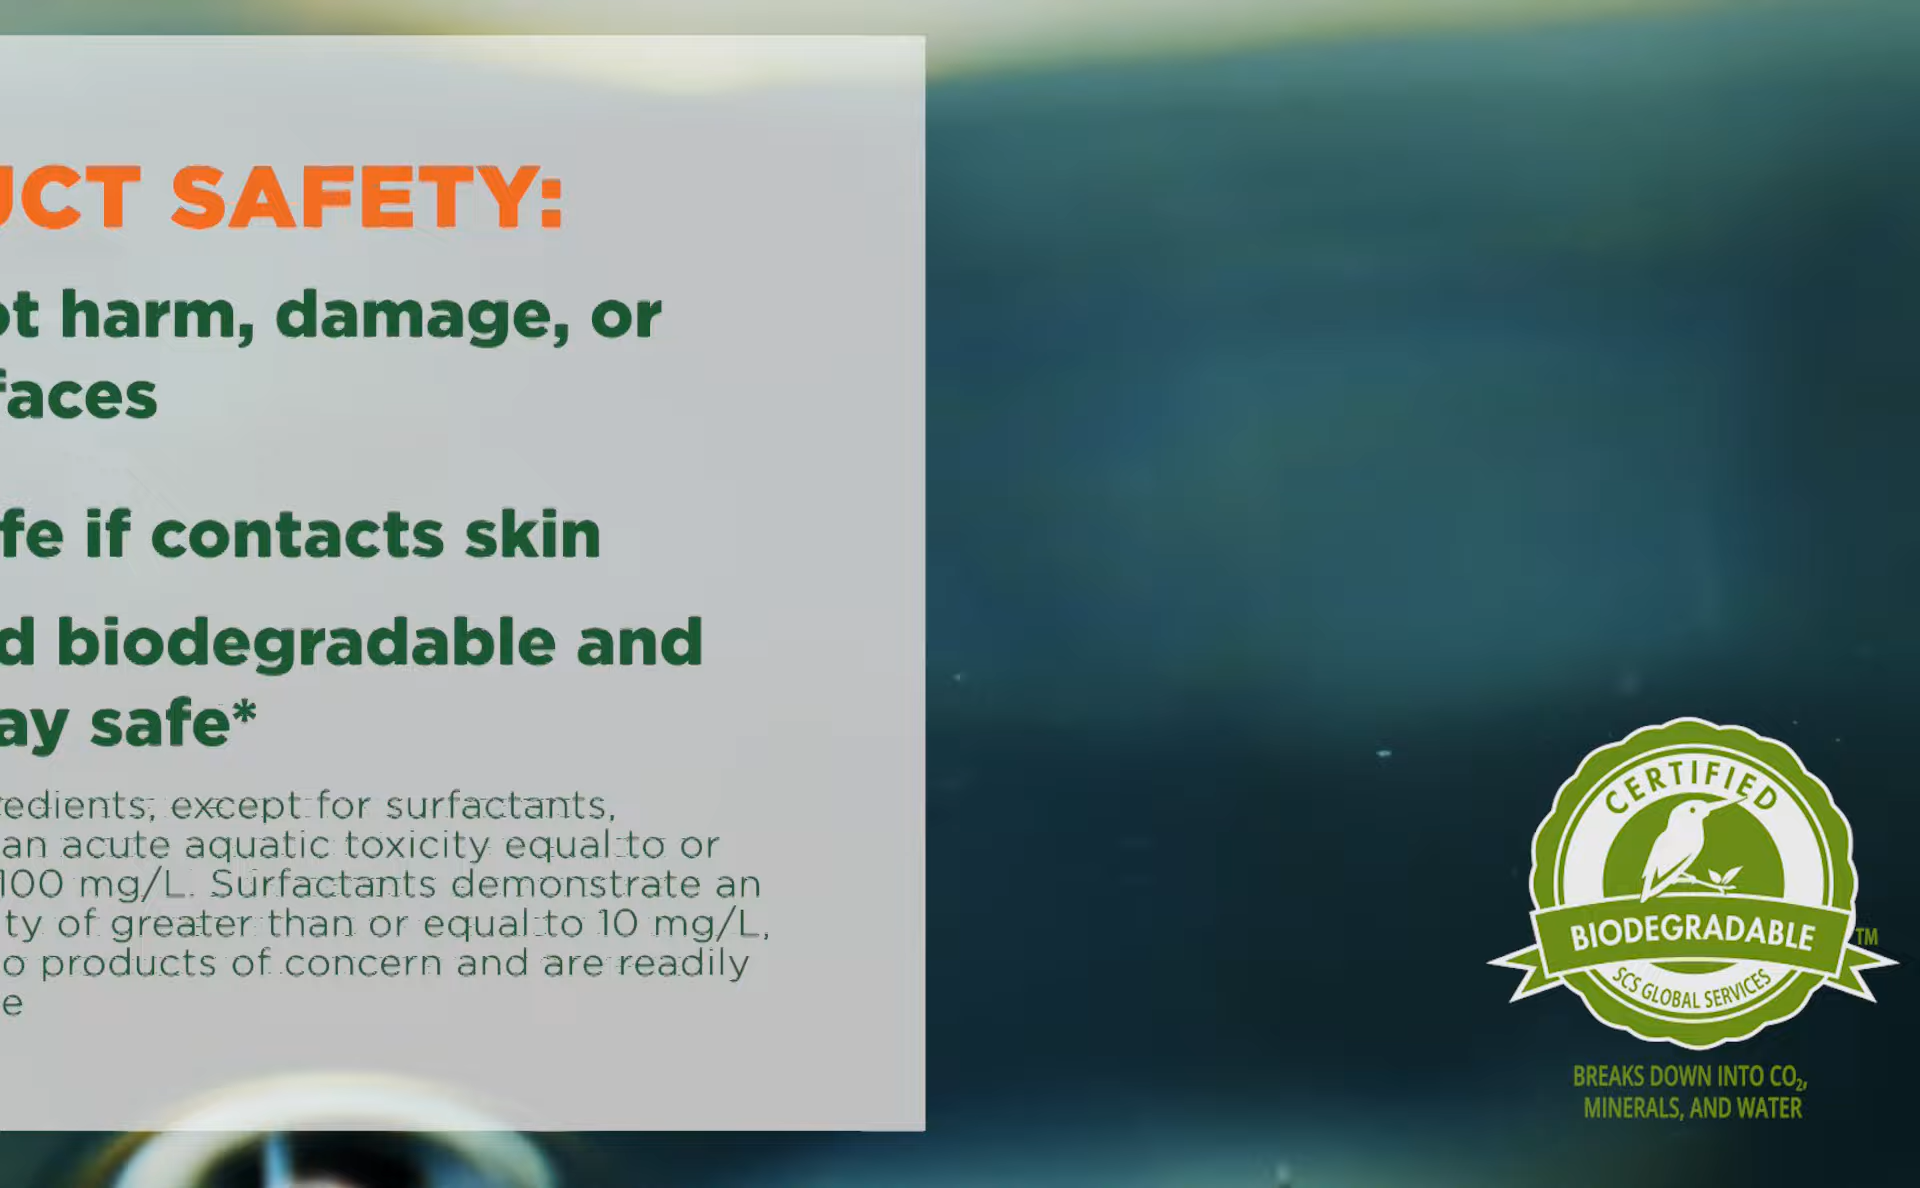 UCT SAFETY:
ot harm, damage, or
faces
fe if contacts skin
d biodegradable and
ay safe*
redients, except for surfactants,
an acute aquatic toxicity equal to or
100 mg/L. Surfactants demonstrate an
ty of greater than or equal to 10 mg/L,
o products of concern and are readily
e
CERTIFIED
BIODEGRADABLE™
SCS GLOBAL SERVICES
BREAKS DOWN INTO CO₂,
MINERALS, AND WATER